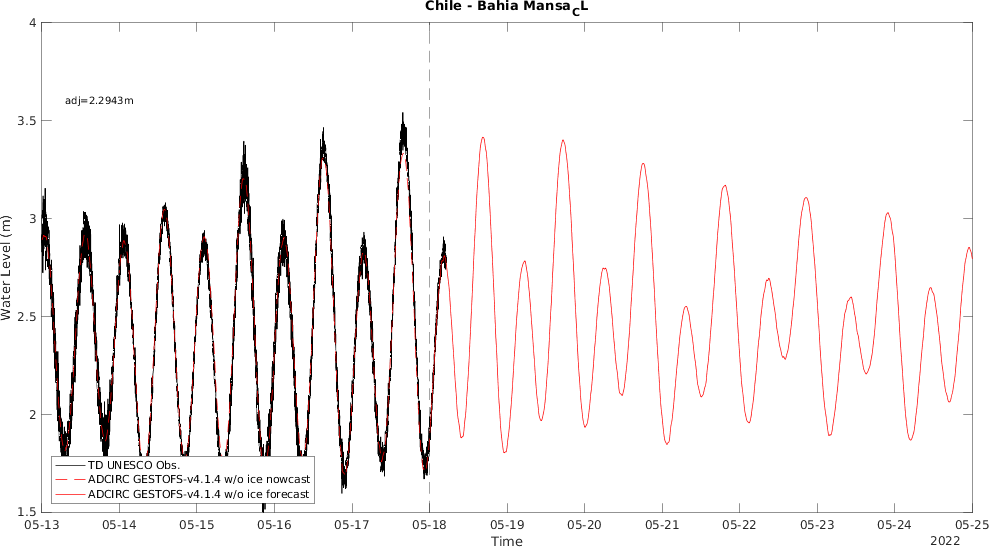 Chile - Bahia Mansa_CL
4
adj=2.2943m
3.5
3
Water Level (m)
2.5
2
TD UNESCO Obs.
ADCIRC GESTOFS-v4.1.4 w/o ice nowcast
ADCIRC GESTOFS-v4.1.4 w/o ice forecast
1.5
05-13 05-14 05-15 05-16 05-17 05-18 05-19 05-20 05-21 05-22 05-23 05-24 05-25
Time
2022